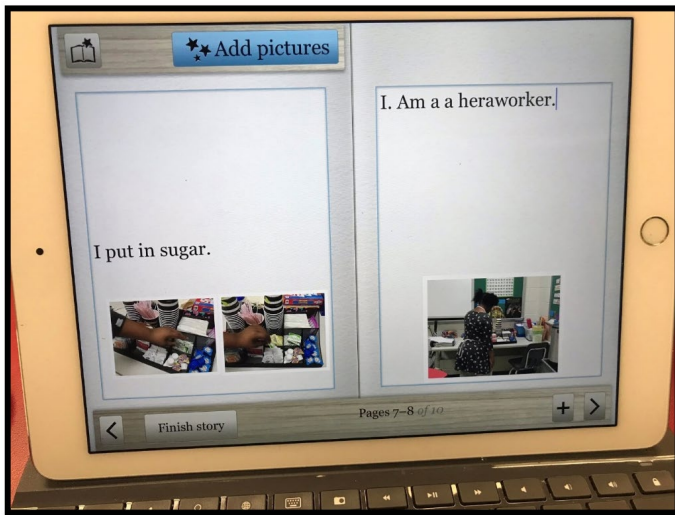 Add pictures
I put in sugar.
I. Am a a heraworker.
Finish story
Pages 7–8 of 10